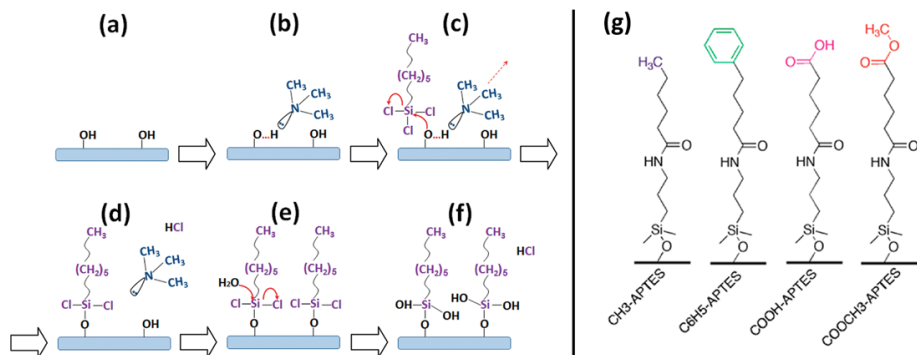 (a)
OH
OH
(b)
CH₃
CH₃
N
CH₃
O...H
OH
(c)
CH₃
(CH₂)₅
CH₃
CH₃
N
CH₃
Cl Si Cl
Cl
O...H
OH
(d)
HCl
CH₃
CH₃
(CH₂)₅
CH₃
N
CH₃
Cl Si Cl
O
OH
(e)
CH₃
CH₃
(CH₂)₅
(CH₂)₅
H₂O
Cl Si Cl
Cl Si Cl
O
O
(f)
CH₃
CH₃
HCl
(CH₂)₅
(CH₂)₅
OH Si OH
HO Si OH
O
O
(g)
H₃C
HN
O
Si
O
CH3-APTES
HN
O
Si
O
C6H5-APTES
O
OH
HN
O
Si
O
COOH-APTES
H₃C
O
O
HN
O
Si
O
COOCH3-APTES